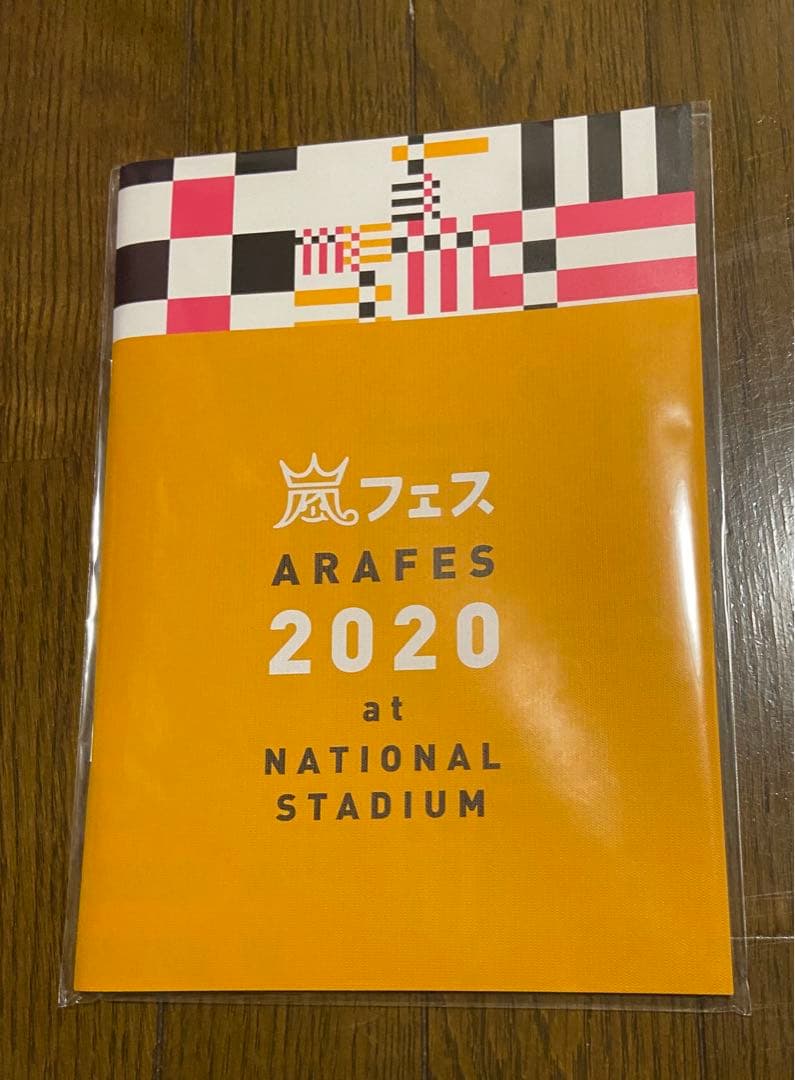 嵐フェス
ARAFES
2020
at
NATIONAL
STADIUM